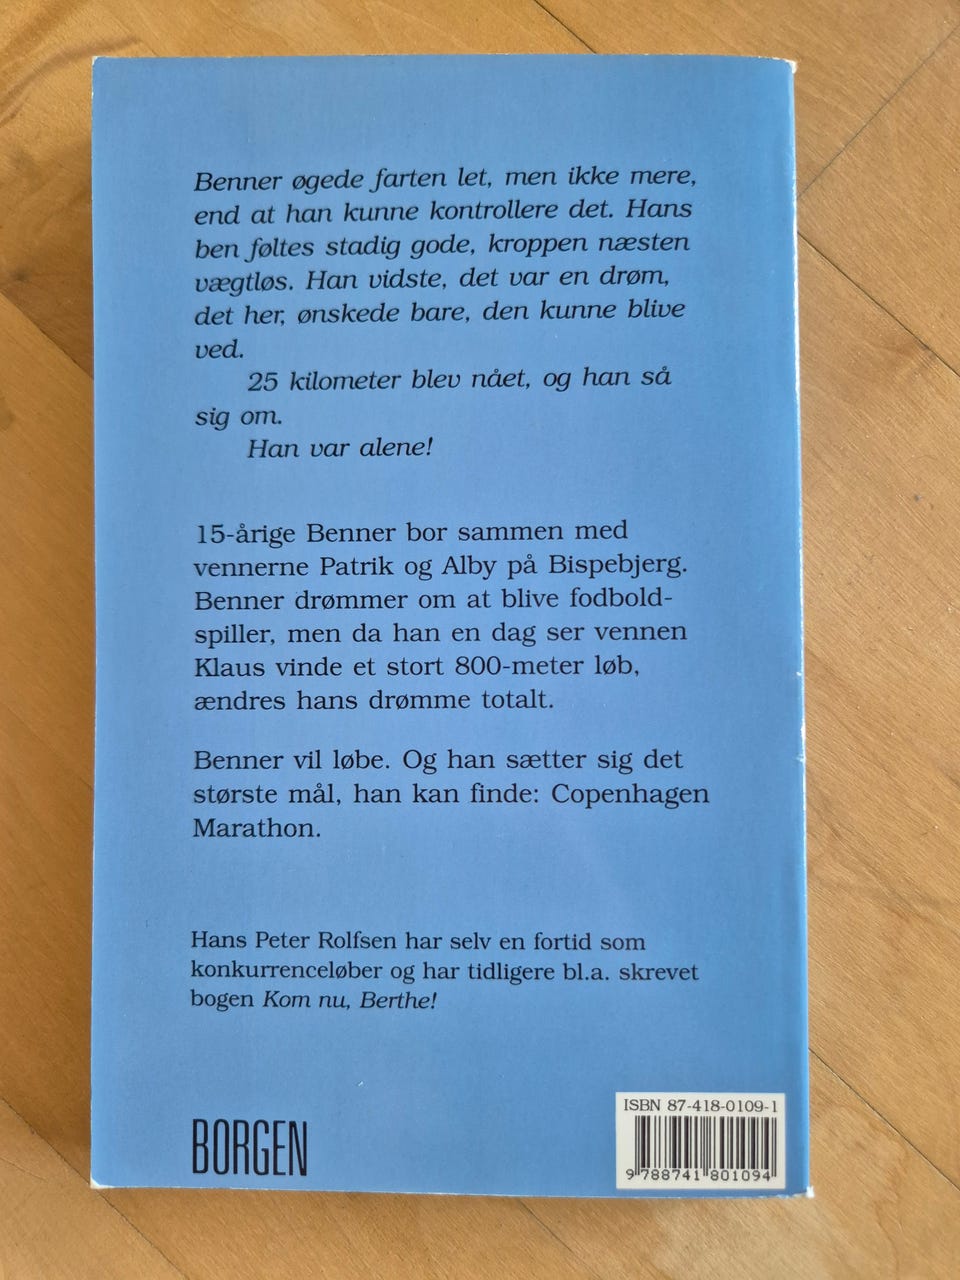 Benner øgede farten let, men ikke mere,
end at han kunne kontrollere det. Hans
ben føltes stadig gode, kroppen næsten
vægtløs. Han vidste, det var en drøm,
det her, ønskede bare, den kunne blive
ved.
25 kilometer blev nået, og han så
sig om.
Han var alene!
15-årige Benner bor sammen med
vennerne Patrik og Alby på Bispebjerg.
Benner drømmer om at blive fodbold-
spiller, men da han en dag ser vennen
Klaus vinde et stort 800-meter løb,
ændres hans drømme totalt.
Benner vil løbe. Og han sætter sig det
største mål, han kan finde: Copenhagen
Marathon.
Hans Peter Rolfsen har selv en fortid som
konkurrenceløber og har tidligere bl.a. skrevet
bogen Kom nu, Berthe!
BORGEN
ISBN 87-418-0109-1
9 788741 801094